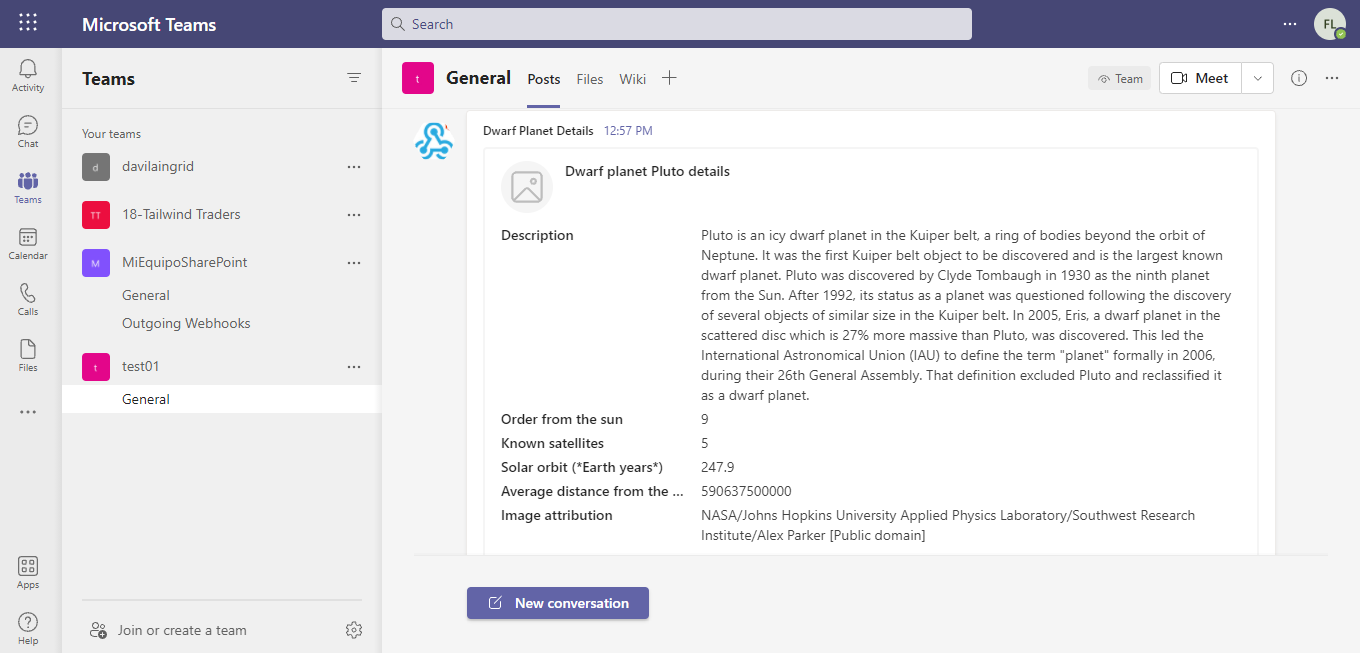 Microsoft Teams
Search
FL
Activity
Chat
Teams
Calendar
Calls
Files
Apps
Help
Teams
Your teams
d
davilaingrid
TT
18-Tailwind Traders
M
MiEquipoSharePoint
General
Outgoing Webhooks
t
test01
General
Join or create a team
t
General
Posts
Files
Wiki
Team
Meet
Dwarf Planet Details 12:57 PM
Dwarf planet Pluto details
Description
Pluto is an icy dwarf planet in the Kuiper belt, a ring of bodies beyond the orbit of
Neptune. It was the first Kuiper belt object to be discovered and is the largest known
dwarf planet. Pluto was discovered by Clyde Tombaugh in 1930 as the ninth planet
from the Sun. After 1992, its status as a planet was questioned following the discovery
of several objects of similar size in the Kuiper belt. In 2005, Eris, a dwarf planet in the
scattered disc which is 27% more massive than Pluto, was discovered. This led the
International Astronomical Union (IAU) to define the term "planet" formally in 2006,
during their 26th General Assembly. That definition excluded Pluto and reclassified it
as a dwarf planet.
Order from the sun 9
Known satellites 5
Solar orbit (*Earth years*) 247.9
Average distance from the ... 590637500000
Image attribution
NASA/Johns Hopkins University Applied Physics Laboratory/Southwest Research
Institute/Alex Parker [Public domain]
New conversation